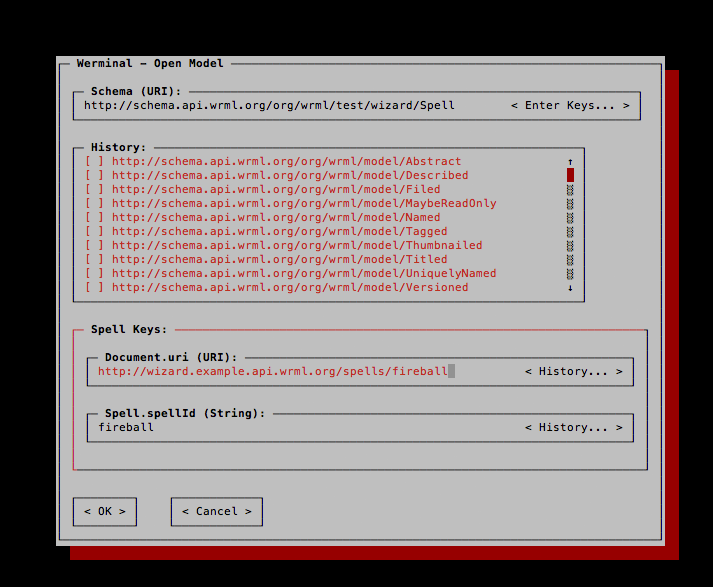 Werminal - Open Model
Schema (URI):
http://schema.api.wrml.org/org/wrml/test/wizard/Spell < Enter Keys... >
History:
[ ] http://schema.api.wrml.org/org/wrml/model/Abstract ↑
[ ] http://schema.api.wrml.org/org/wrml/model/Described
[ ] http://schema.api.wrml.org/org/wrml/model/Filed
[ ] http://schema.api.wrml.org/org/wrml/model/MaybeReadOnly
[ ] http://schema.api.wrml.org/org/wrml/model/Named
[ ] http://schema.api.wrml.org/org/wrml/model/Tagged
[ ] http://schema.api.wrml.org/org/wrml/model/Thumbnailed
[ ] http://schema.api.wrml.org/org/wrml/model/Titled
[ ] http://schema.api.wrml.org/org/wrml/model/UniquelyNamed
[ ] http://schema.api.wrml.org/org/wrml/model/Versioned ↓
Spell Keys:
Document.uri (URI):
http://wizard.example.api.wrml.org/spells/fireball < History... >
Spell.spellId (String):
fireball < History... >
< OK > < Cancel >